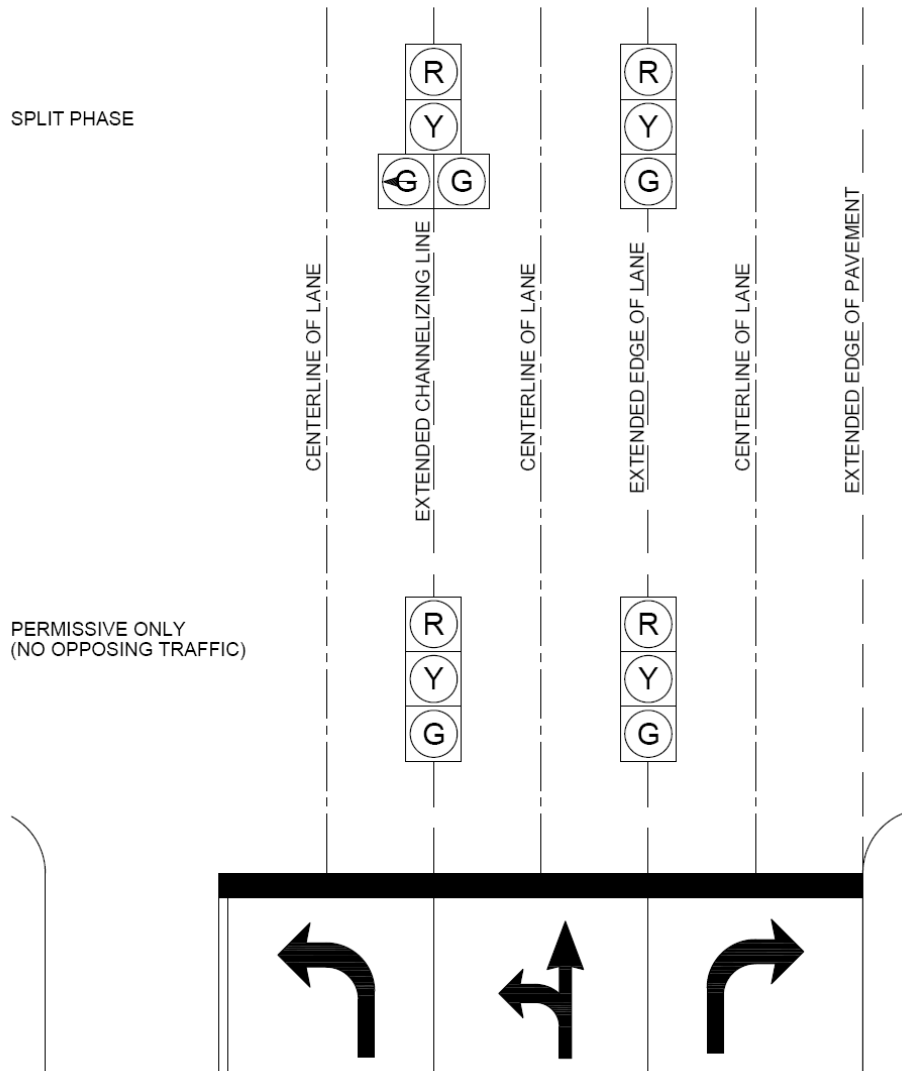 R
R
SPLIT PHASE
Y
Y
G
G
G
CENTERLINE OF LANE
EXTENDED CHANNELIZING LINE
CENTERLINE OF LANE
EXTENDED EDGE OF LANE
CENTERLINE OF LANE
EXTENDED EDGE OF PAVEMENT
R
R
PERMISSIVE ONLY
(NO OPPOSING TRAFFIC)
Y
Y
G
G